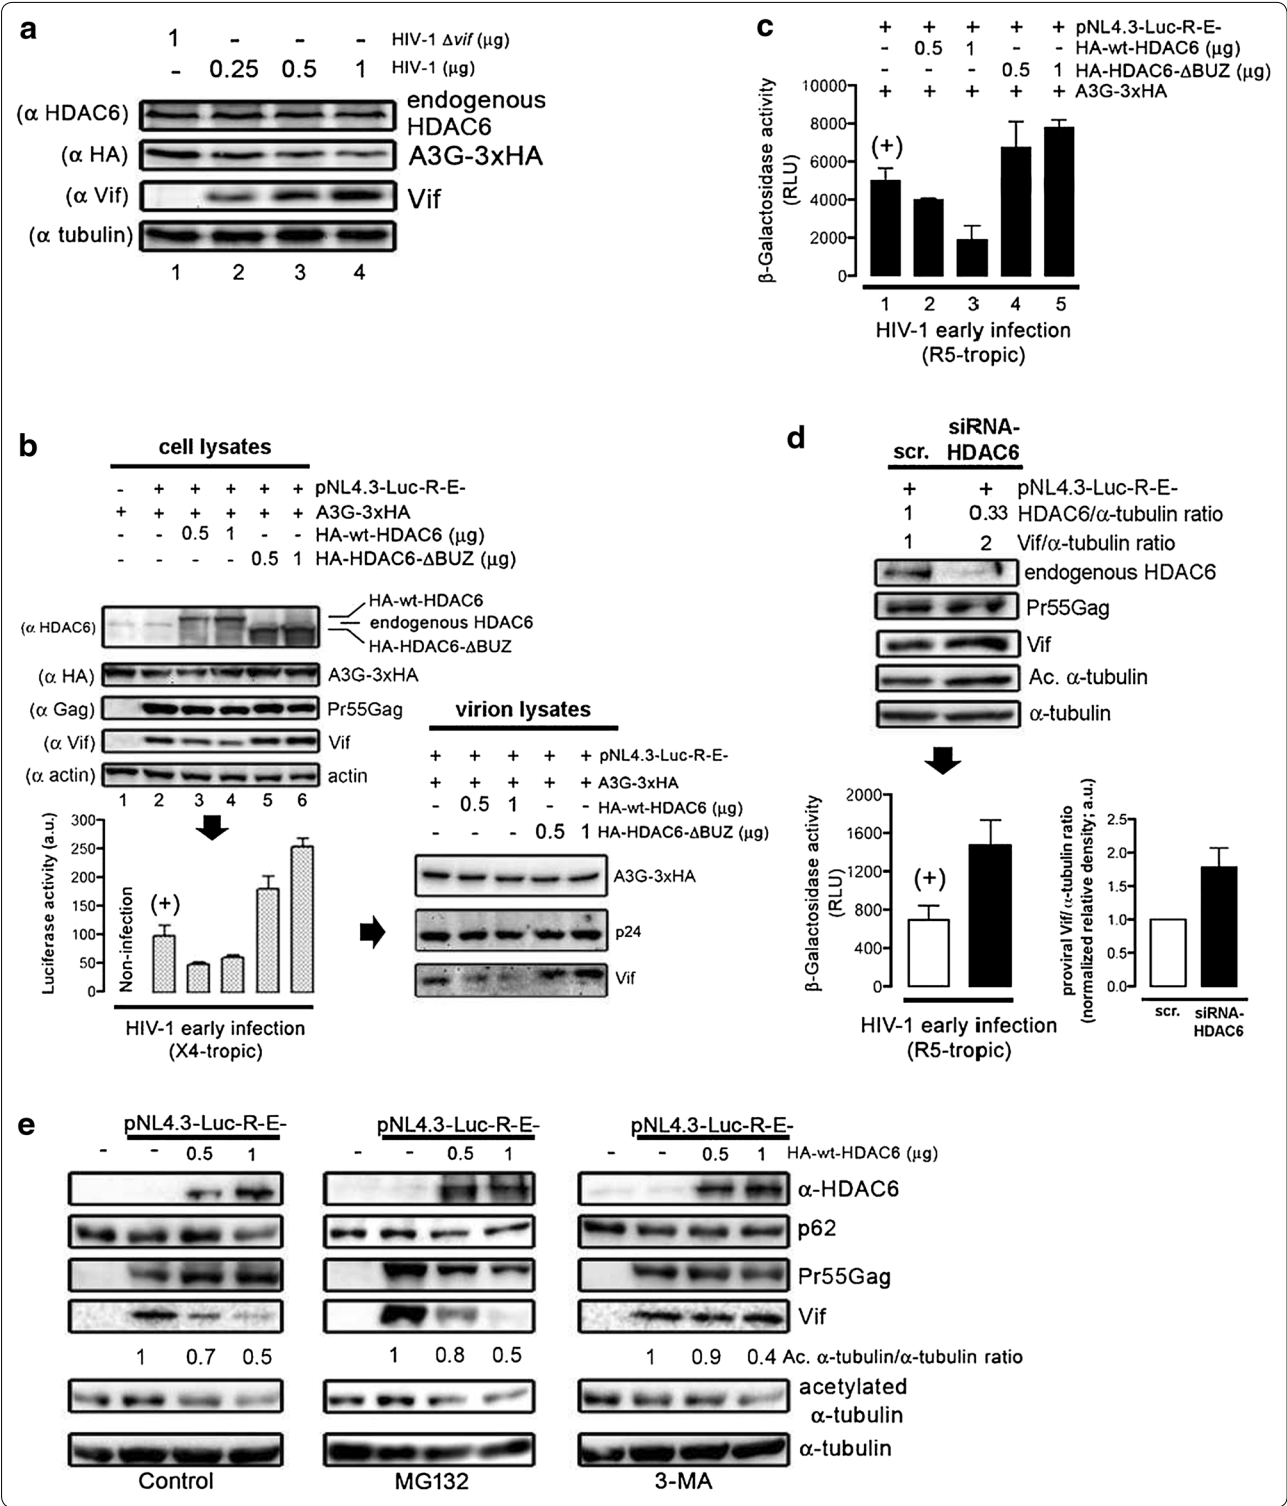 a
1 - - - HIV-1 Δvif (µg)
- 0.25 0.5 1 HIV-1 (µg)
(α HDAC6) endogenous
HDAC6
(α HA) A3G-3xHA
(α Vif) Vif
(α tubulin)
1 2 3 4
c
+ + + + + pNL4.3-Luc-R-E-
- 0.5 1 - - HA-wt-HDAC6 (µg)
- - - 0.5 1 HA-HDAC6-ΔBUZ (µg)
+ + + + + A3G-3xHA
β-Galactosidase activity
(RLU)
10000
8000
6000
4000
2000
0
(+)
1 2 3 4 5
HIV-1 early infection
(R5-tropic)
b
cell lysates
- + + + + + pNL4.3-Luc-R-E-
+ + + + + + A3G-3xHA
- - 0.5 1 - - HA-wt-HDAC6 (µg)
- - - - 0.5 1 HA-HDAC6-ΔBUZ (µg)
(α HDAC6)
HA-wt-HDAC6
endogenous HDAC6
HA-HDAC6-ΔBUZ
(α HA) A3G-3xHA
(α Gag) Pr55Gag
(α Vif) Vif
(α actin) actin
1 2 3 4 5 6
Luciferase activity (a.u.)
300
250
200
150
100
50
0
Non-infection
(+)
HIV-1 early infection
(X4-tropic)
virion lysates
+ + + + + pNL4.3-Luc-R-E-
+ + + + + A3G-3xHA
- 0.5 1 - - HA-wt-HDAC6 (µg)
- - - 0.5 1 HA-HDAC6-ΔBUZ (µg)
A3G-3xHA
p24
Vif
d
scr. siRNA-
HDAC6
+ + pNL4.3-Luc-R-E-
1 0.33 HDAC6/α-tubulin ratio
1 2 Vif/α-tubulin ratio
endogenous HDAC6
Pr55Gag
Vif
Ac. α-tubulin
α-tubulin
β-Galactosidase activity
(RLU)
2000
1600
1200
800
400
0
(+)
HIV-1 early infection
(R5-tropic)
proviral Vif/ α-tubulin ratio
(normalized relative density; a.u.)
2.5
2.0
1.5
1.0
0.5
0.0
scr. siRNA-
HDAC6
e
pNL4.3-Luc-R-E- pNL4.3-Luc-R-E- pNL4.3-Luc-R-E-
- - 0.5 1 - - 0.5 1 - - 0.5 1 HA-wt-HDAC6 (µg)
α-HDAC6
p62
Pr55Gag
Vif
1 0.7 0.5 1 0.8 0.5 1 0.9 0.4 Ac. α-tubulin/α-tubulin ratio
acetylated
α-tubulin
α-tubulin
Control MG132 3-MA